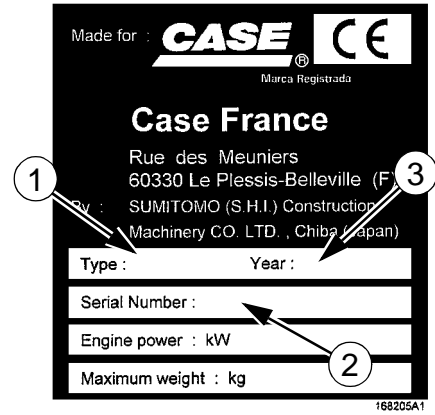 Made for : CASE ® CE
Marca Registrada
Case France
Rue des Meuniers
60330 Le Plessis-Belleville (F)
By : SUMITOMO (S.H.I.) Construction
Machinery CO. LTD. , Chiba (Japan)
1
3
Type : Year :
Serial Number :
Engine power : kW
2
Maximum weight : kg
168205A1